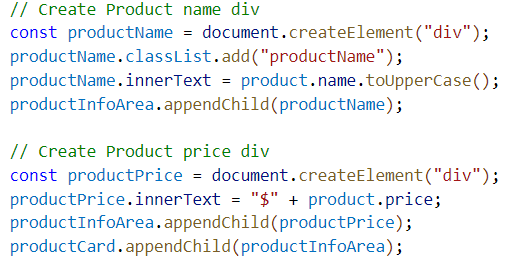 // Create Product name div
const productName = document.createElement("div");
productName.classList.add("productName");
productName.innerText = product.name.toUpperCase();
productInfoArea.appendChild(productName);
// Create Product price div
const productPrice = document.createElement("div");
productPrice.innerText = "$" + product.price;
productInfoArea.appendChild(productPrice);
productCard.appendChild(productInfoArea);